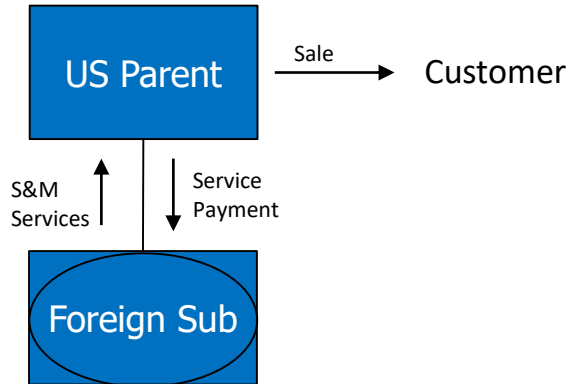 US Parent
Sale
Customer
S&M
Services
Service
Payment
Foreign Sub